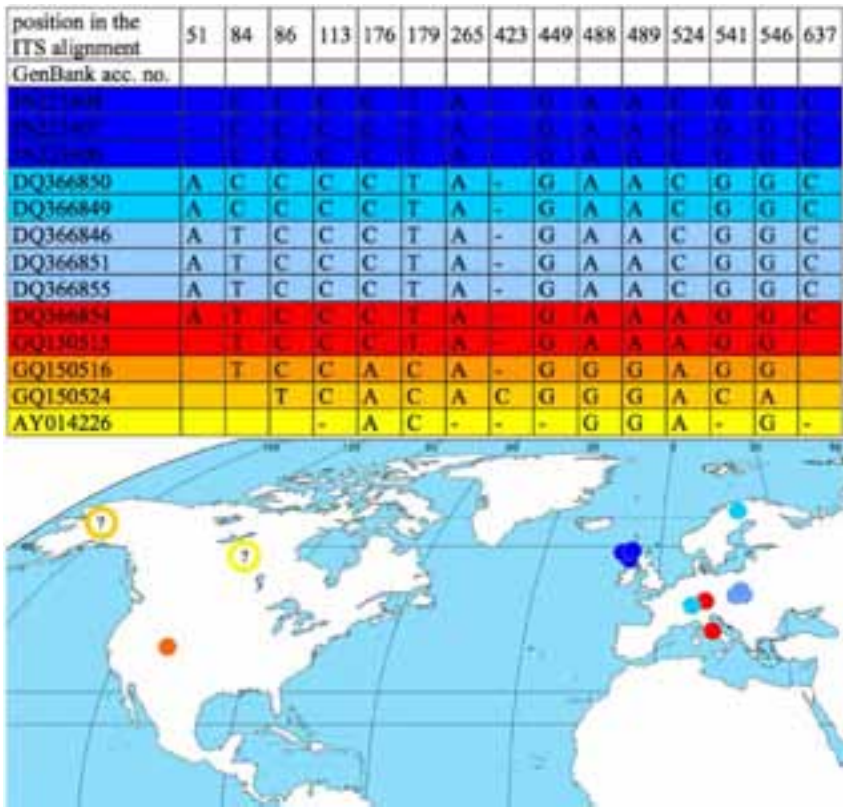 position in the ITS alignment 51 84 86 113 176 179 265 423 449 488 489 524 541 546 637
GenBank acc. no.
C C C C T A - G A A C G G C
C C C C T A - G A A C G G C
C C C C T A - G A A C G G C
DQ366850 A C C C C T A - G A A C G G C
DQ366849 A C C C C T A - G A A C G G C
DQ366846 A T C C C T A - G A A C G G C
DQ366851 A T C C C T A - G A A C G G C
DQ366855 A T C C C T A - G A A C G G C
DQ366854 A T C C C T A - G A A A G G C
GQ150515 T C C C T A - G A A A G G
GQ150516 T C C A C A - G G G A G G
GQ150524 T C A C A C G G G A C A
AY014226 - A C - - - G G A - G -
?
?